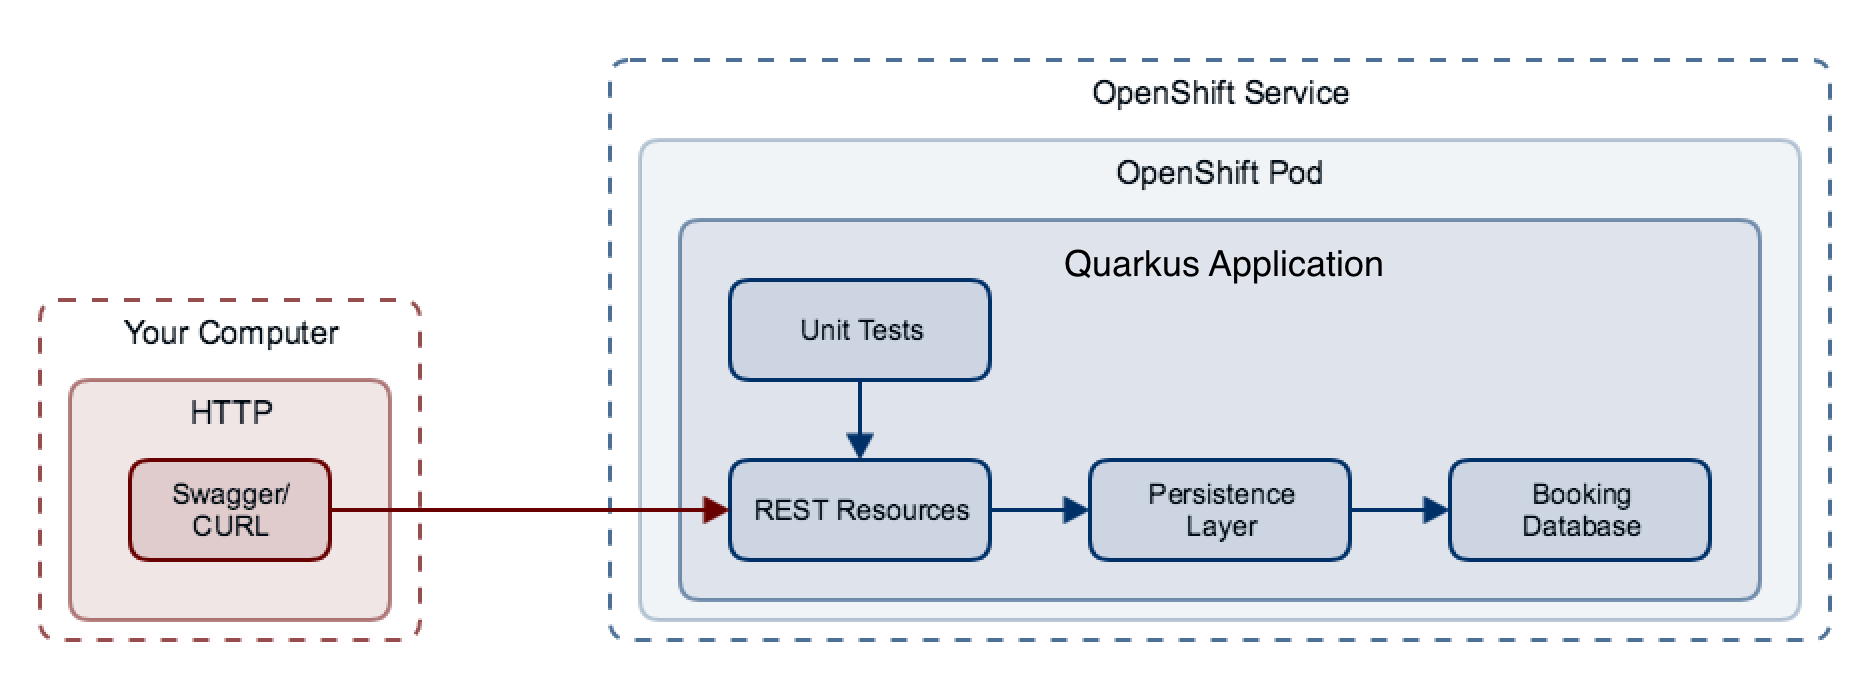 OpenShift Service
OpenShift Pod
Quarkus Application
Unit Tests
Your Computer
HTTP
Swagger/
CURL
REST Resources
Persistence
Layer
Booking
Database